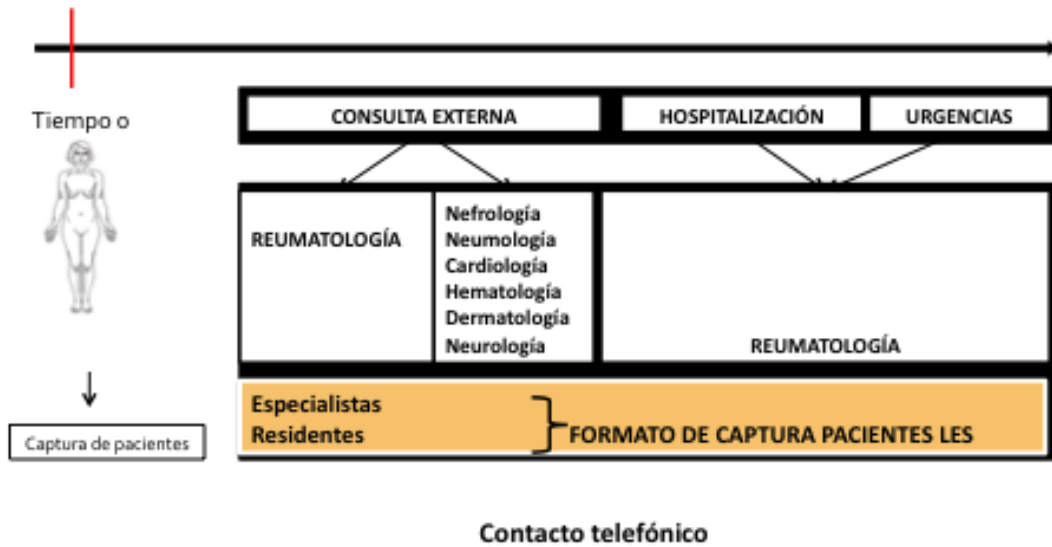 Tiempo o
CONSULTA EXTERNA
HOSPITALIZACIÓN
URGENCIAS
REUMATOLOGÍA
Nefrología
Neumología
Cardiología
Hematología
Dermatología
Neurología
REUMATOLOGÍA
Captura de pacientes
Especialistas
Residentes
FORMATO DE CAPTURA PACIENTES LES
Contacto telefónico